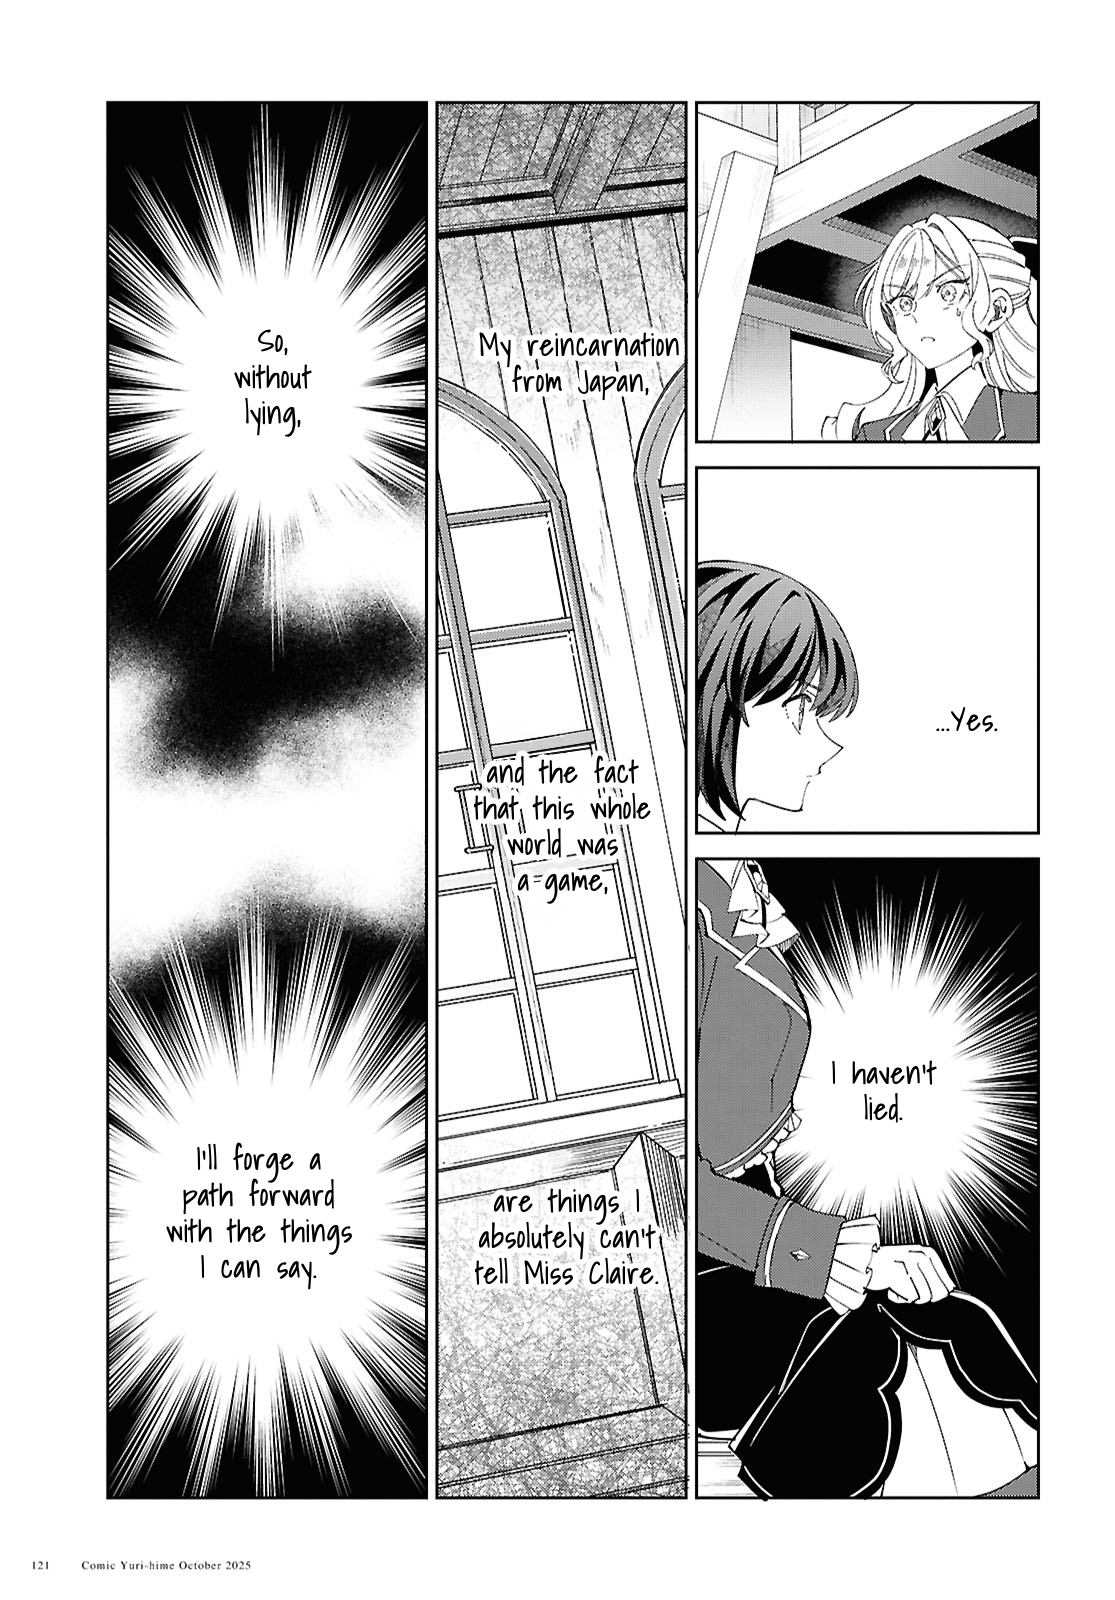 ...Yes.
I haven't
lied.
My reincarnation
from Japan,
and the fact
that this whole
world was
a game,
are things I
absolutely can't
tell Miss Claire.
So,
without
lying,
I'll forge a
path forward
with the things
I can say.
121 Comic Yuri-hime October 2025